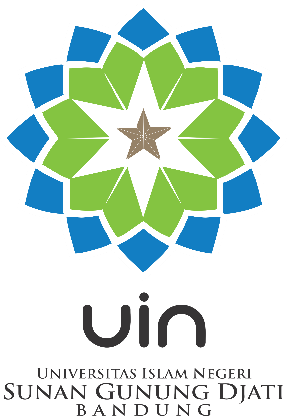 uin
UNIVERSITAS ISLAM NEGERI
SUNAN GUNUNG DJATI
BANDUNG